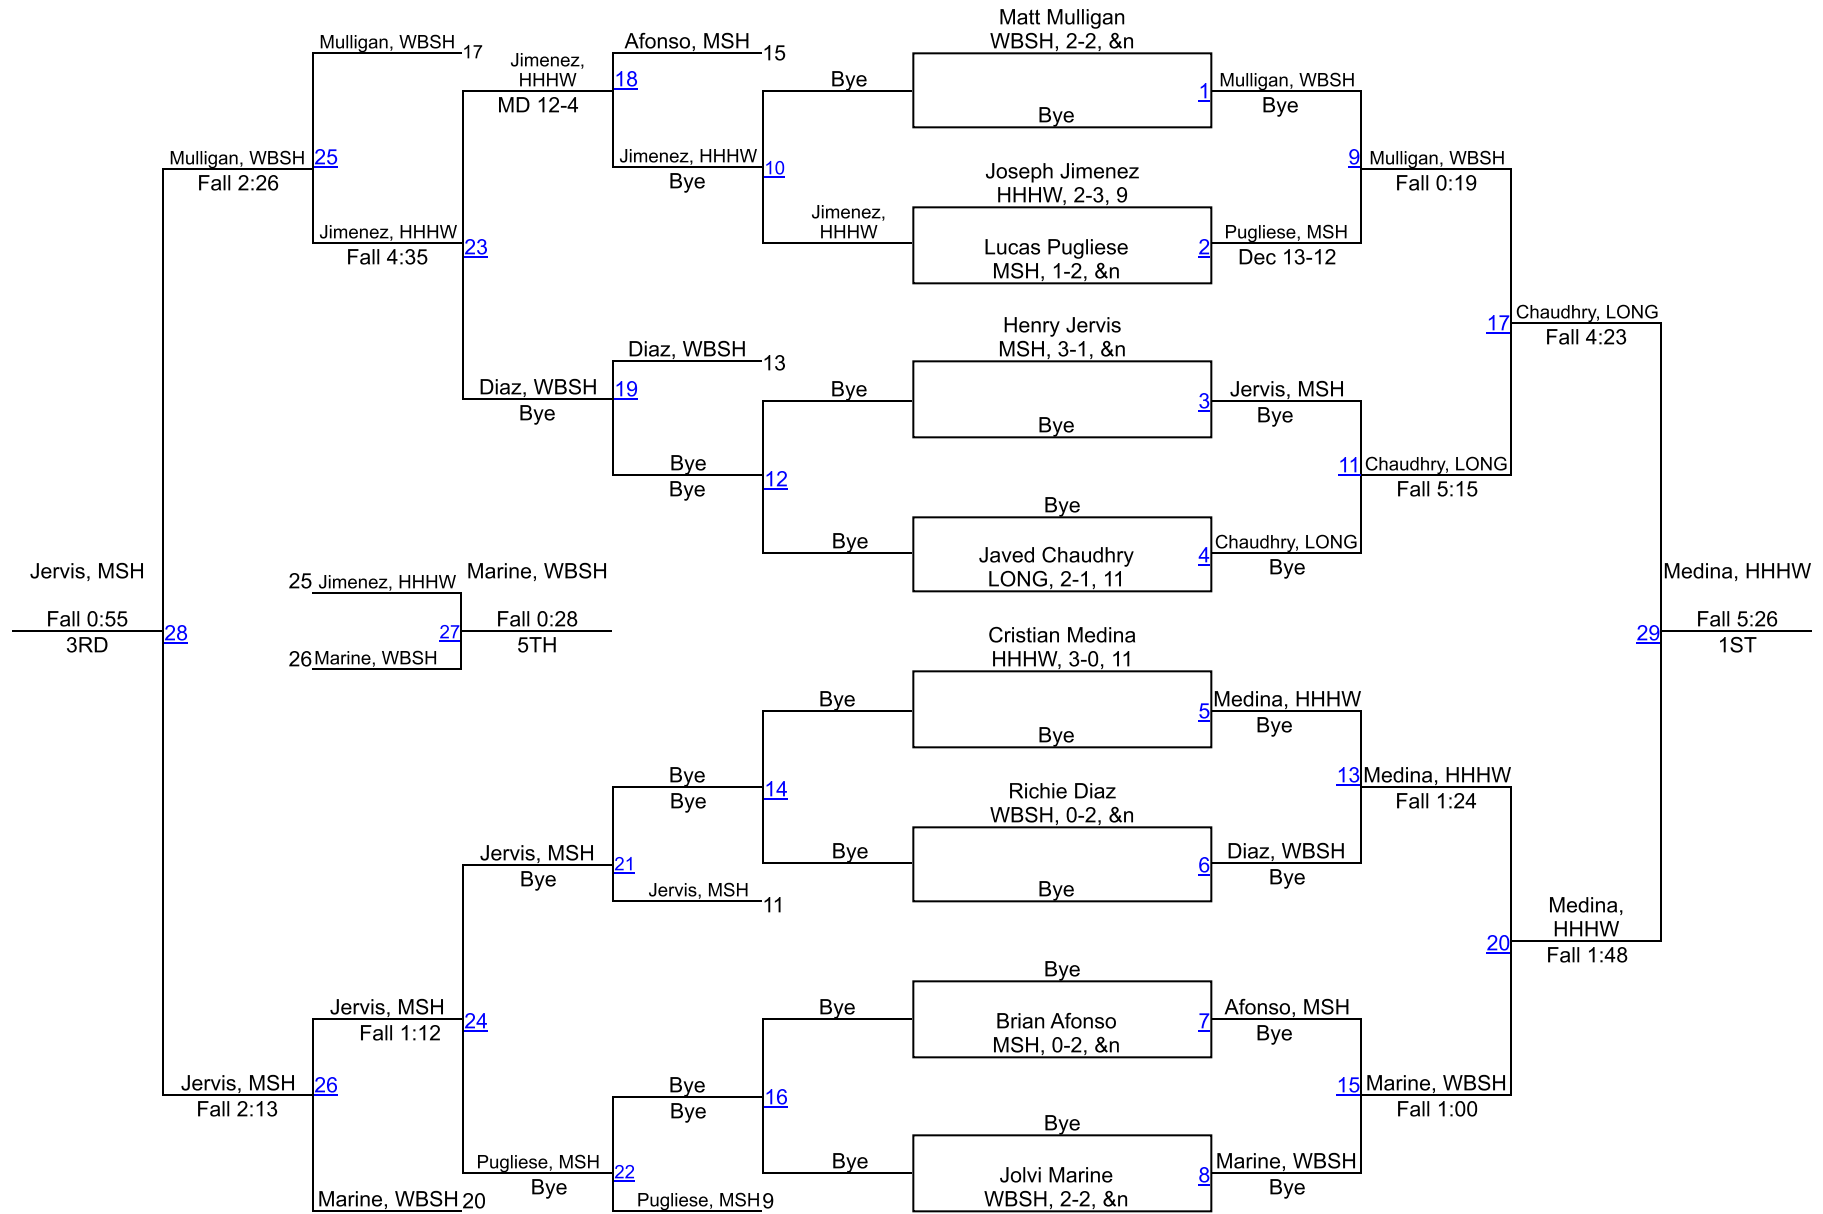 Matt Mulligan
WBSH, 2-2, &n
Mulligan, WBSH
17
Afonso, MSH
15
Jimenez,
HHHW
18
MD 12-4
Bye
1
Mulligan, WBSH
Bye
Bye
Mulligan, WBSH
25
Fall 2:26
Jimenez, HHHW
Bye
10
Joseph Jimenez
HHHW, 2-3, 9
9
Mulligan, WBSH
Fall 0:19
Jimenez,
HHHW
Jimenez, HHHW
Fall 4:35
23
Lucas Pugliese
MSH, 1-2, &n
2
Pugliese, MSH
Dec 13-12
Henry Jervis
MSH, 3-1, &n
17
Chaudhry, LONG
Fall 4:23
Diaz, WBSH
13
Diaz, WBSH
Bye
19
Bye
3
Jervis, MSH
Bye
Bye
Bye
Bye
12
11
Chaudhry, LONG
Fall 5:15
Bye
Bye
Javed Chaudhry
LONG, 2-1, 11
4
Chaudhry, LONG
Bye
Jervis, MSH
Fall 0:55
3RD
28
25
Jimenez, HHHW
26
Marine, WBSH
27
Marine, WBSH
Fall 0:28
5TH
Medina, HHHW
29
Fall 5:26
1ST
Cristian Medina
HHHW, 3-0, 11
Bye
5
Medina, HHHW
Bye
Bye
Bye
Bye
14
Richie Diaz
WBSH, 0-2, &n
13
Medina, HHHW
Fall 1:24
Jervis, MSH
Bye
21
Bye
6
Diaz, WBSH
Bye
Bye
Jervis, MSH
11
20
Medina,
HHHW
Fall 1:48
Bye
Jervis, MSH
Fall 1:12
24
Bye
Brian Afonso
MSH, 0-2, &n
7
Afonso, MSH
Bye
Jervis, MSH
Fall 2:13
26
Bye
Bye
16
15
Marine, WBSH
Fall 1:00
Bye
Pugliese, MSH
Bye
22
Bye
Jolvi Marine
WBSH, 2-2, &n
8
Marine, WBSH
Bye
Marine, WBSH
20
Pugliese, MSH
9